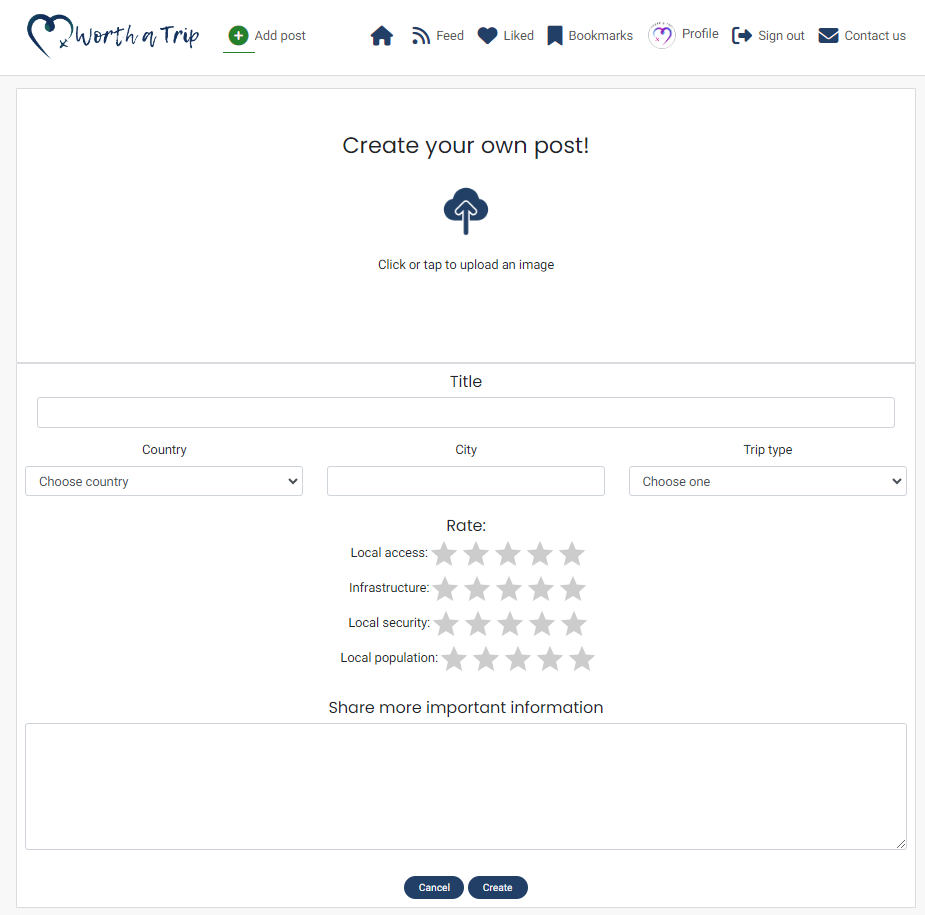 Worth a Trip Add post Feed Liked Bookmarks Profile Sign out Contact us
Create your own post!
Click or tap to upload an image
Title
Country City Trip type
Choose country Choose one
Rate:
Local access:
Infrastructure:
Local security:
Local population:
Share more important information
Cancel Create